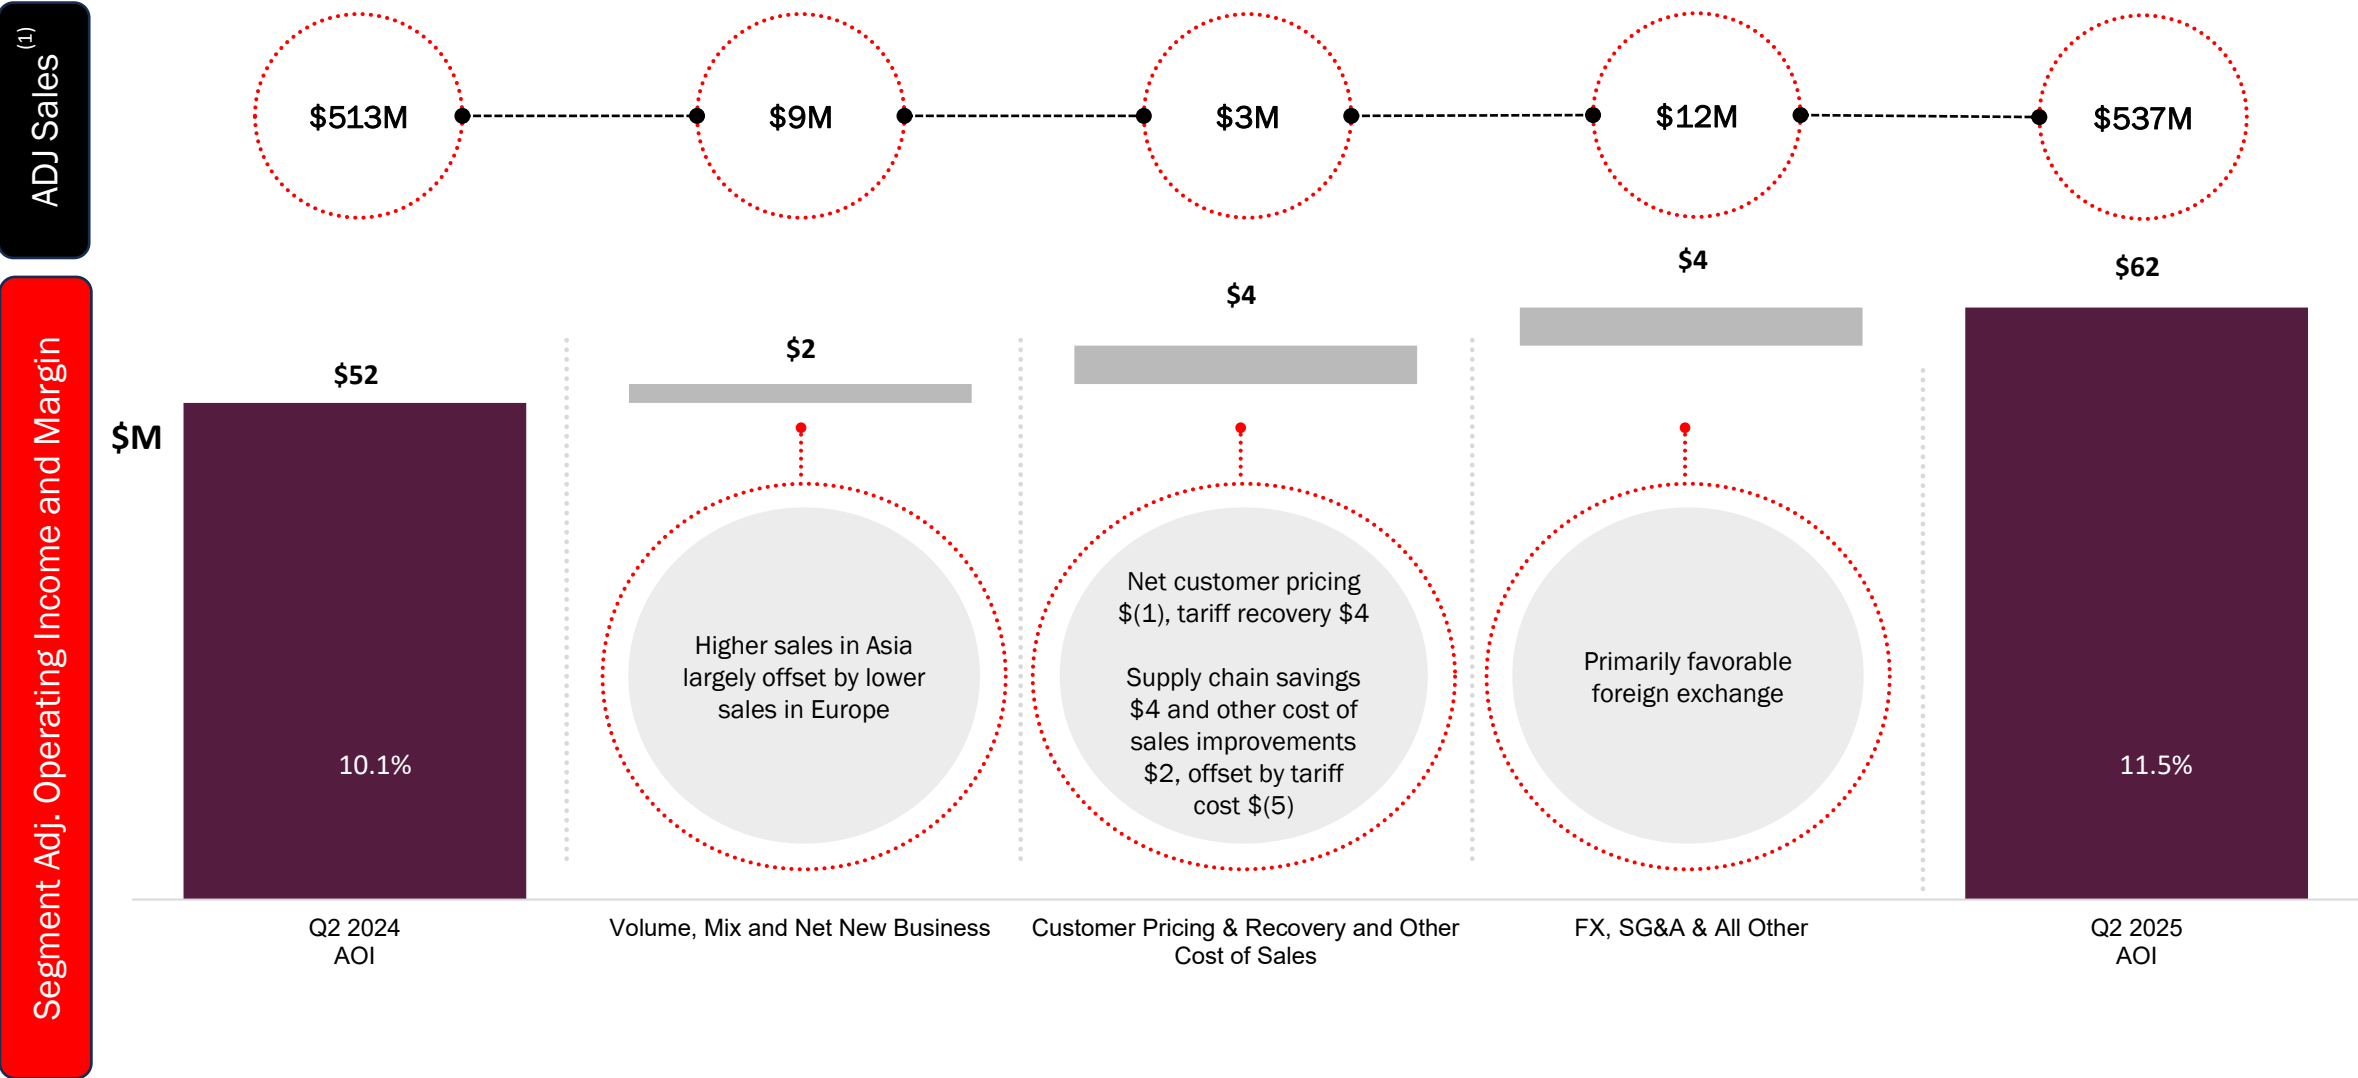 ADJ Sales (1)
$513M
$9M
$3M
$12M
$537M
Segment Adj. Operating Income and Margin
$M
$52
$2
$4
$4
$62
10.1%
Higher sales in Asia
largely offset by lower
sales in Europe
Net customer pricing
$(1), tariff recovery $4
Supply chain savings
$4 and other cost of
sales improvements
$2, offset by tariff
cost $(5)
Primarily favorable
foreign exchange
11.5%
Q2 2024
AOI
Volume, Mix and Net New Business
Customer Pricing & Recovery and Other
Cost of Sales
FX, SG&A & All Other
Q2 2025
AOI